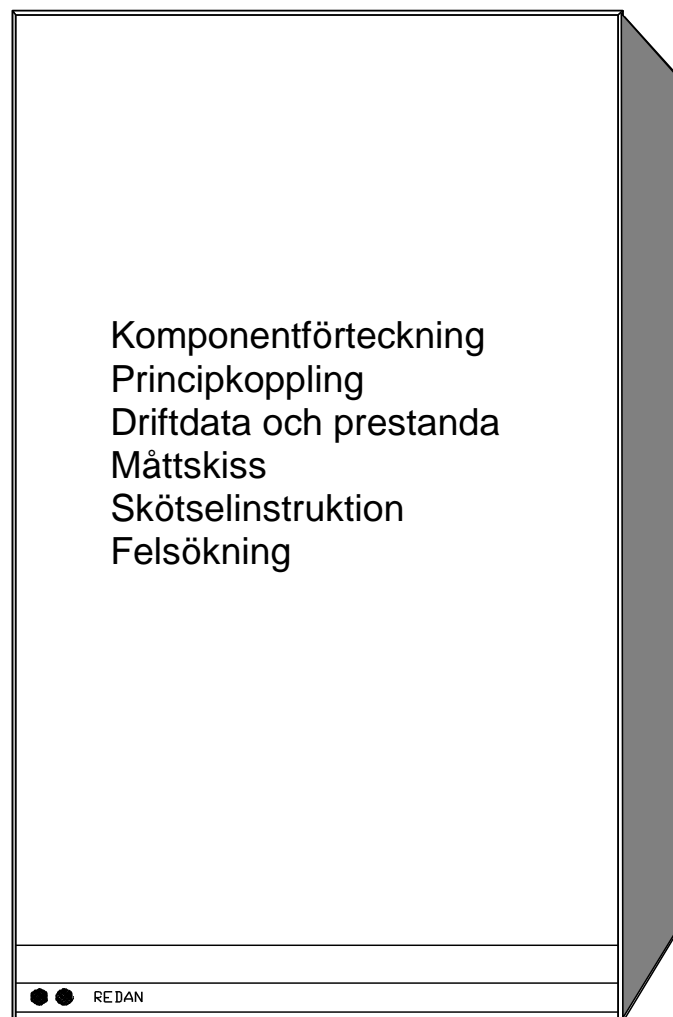 Komponentförteckning
Principkoppling
Driftdata och prestanda
Måttskiss
Skötselinstruktion
Felsökning
REDAN